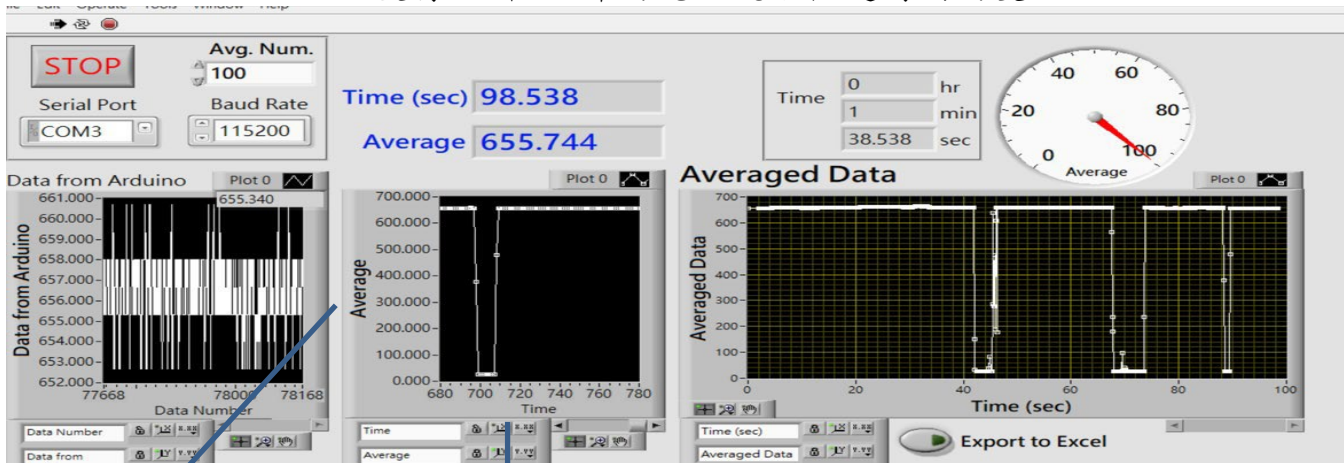 Edit Operate Tools Window Help
STOP
Avg. Num.
100
Serial Port
COM3
Baud Rate
115200
Time (sec) 98.538
Average 655.744
Time
0 hr
1 min
38.538 sec
0 20 40 60 80 100
Average
Data from Arduino
Plot 0
655.340
Data from Arduino
661.000
660.000
659.000
658.000
657.000
656.000
655.000
654.000
653.000
652.000
77668 78000 78168
Data Number
Data Number
Data from
Plot 0
Average
700.000
600.000
500.000
400.000
300.000
200.000
100.000
0.000
680 700 720 740 760 780
Time
Time
Average
Averaged Data
Plot 0
Averaged Data
700
600
500
400
300
200
100
0
0 20 40 60 80 100
Time (sec)
Time (sec)
Averaged Data
Export to Excel